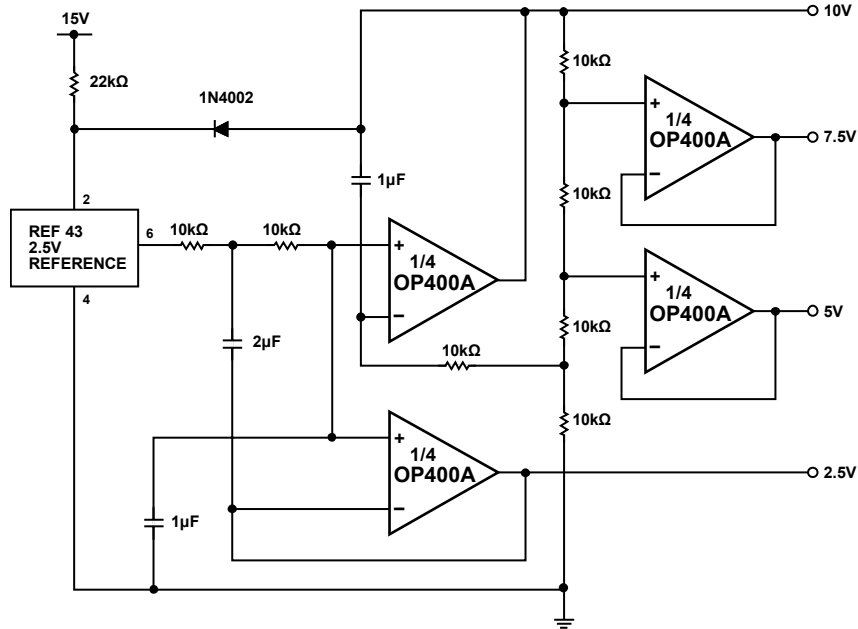 15V
10V
22kΩ
1N4002
10kΩ
+
1/4
OP400A
−
7.5V
2
1µF
10kΩ
REF 43
2.5V
REFERENCE
6
10kΩ
10kΩ
+
1/4
OP400A
−
4
+
1/4
OP400A
−
5V
10kΩ
2µF
10kΩ
10kΩ
+
1/4
OP400A
−
2.5V
1µF